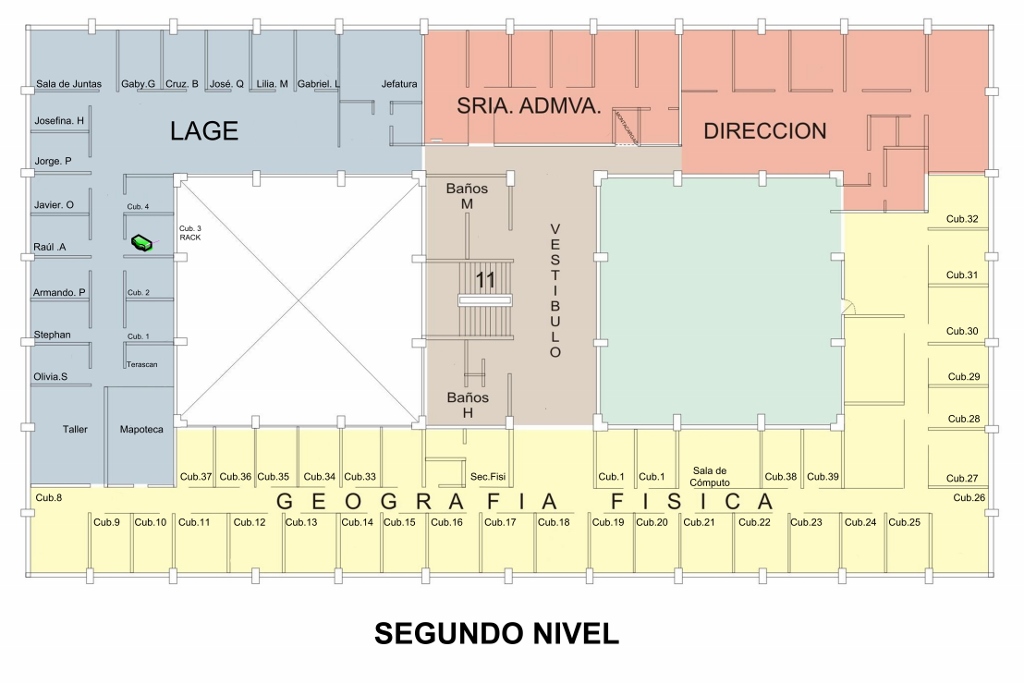 Sala de Juntas
Gaby.G
Cruz. B
José. Q
Lilia. M
Gabriel. L
Jefatura
SRIA. ADMVA.
MONTACARGAS
DIRECCION
LAGE
Josefina. H
Jorge. P
Javier. O
Raúl .A
Armando. P
Stephan
Olivia.S
Cub. 4
Cub. 3
RACK
Cub. 2
Cub. 1
Terascan
Taller
Mapoteca
Baños
M
11
VESTIBULO
Baños
H
Cub.32
Cub.31
Cub.30
Cub.29
Cub.28
Cub.27
Cub.26
Cub.37
Cub.36
Cub.35
Cub.34
Cub.33
Sec.Fisi
Cub.1
Cub.1
Sala de
Cómputo
Cub.38
Cub.39
GEOGRAFIA FISICA
Cub.8
Cub.9
Cub.10
Cub.11
Cub.12
Cub.13
Cub.14
Cub.15
Cub.16
Cub.17
Cub.18
Cub.19
Cub.20
Cub.21
Cub.22
Cub.23
Cub.24
Cub.25
SEGUNDO NIVEL